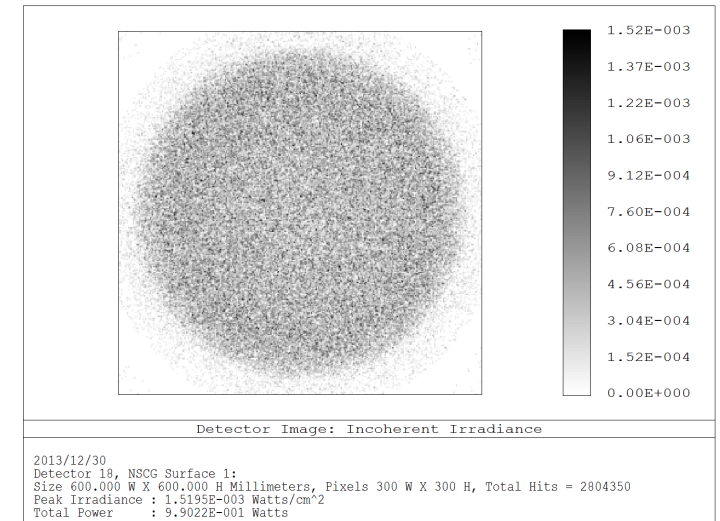 1.52E-003
1.37E-003
1.22E-003
1.06E-003
9.12E-004
7.60E-004
6.08E-004
4.56E-004
3.04E-004
1.52E-004
0.00E+000
Detector Image: Incoherent Irradiance
2013/12/30
Detector 18, NSCG Surface 1:
Size 600.000 W X 600.000 H Millimeters, Pixels 300 W X 300 H, Total Hits = 2804350
Peak Irradiance : 1.5195E-003 Watts/cm^2
Total Power : 9.9022E-001 Watts